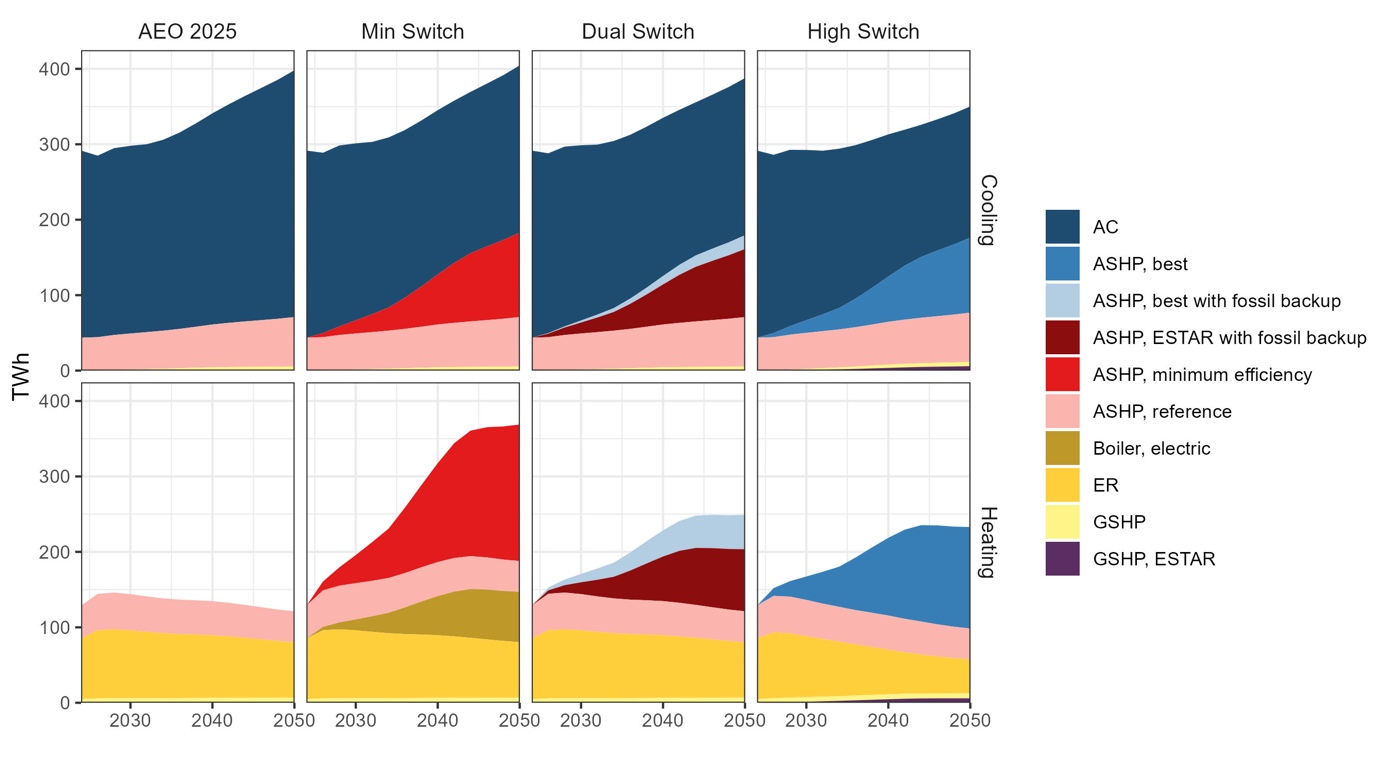 AEO 2025 Min Switch Dual Switch High Switch
400
300
200
100
0
Cooling
TWh
400
300
200
100
0
Heating
2030 2040 2050 2030 2040 2050 2030 2040 2050 2030 2040 2050
AC
ASHP, best
ASHP, best with fossil backup
ASHP, ESTAR with fossil backup
ASHP, minimum efficiency
ASHP, reference
Boiler, electric
ER
GSHP
GSHP, ESTAR